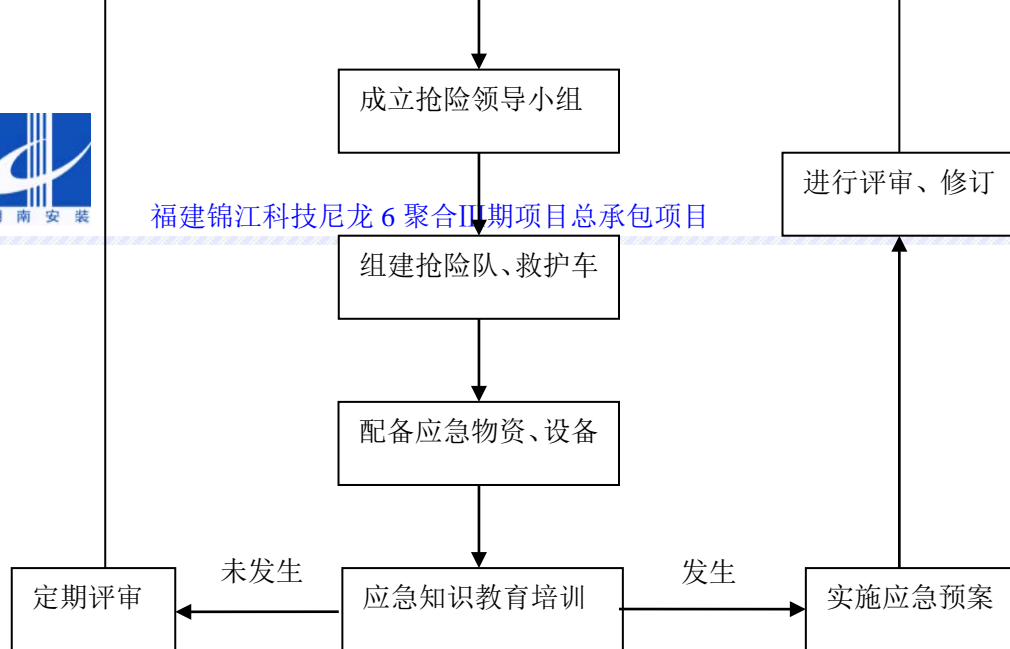 成立抢险领导小组
进行评审、修订
南安装
福建锦江科技尼龙6聚合Ⅲ期项目总承包项目
组建抢险队、救护车
配备应急物资、设备
未发生
发生
定期评审
应急知识教育培训
实施应急预案